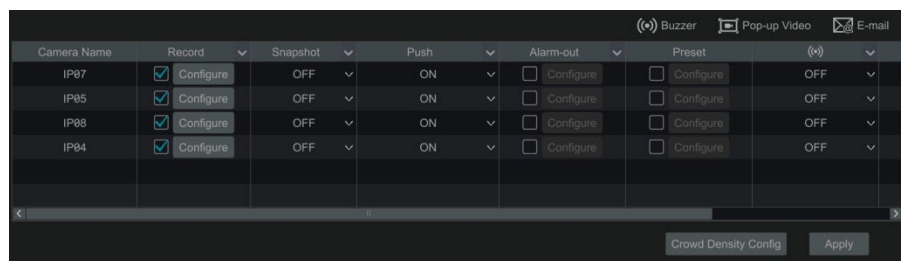 Buzzer Pop-up Video E-mail
Camera Name Record Snapshot Push Alarm-out Preset
IP07 Configure OFF ON Configure Configure OFF
IP05 Configure OFF ON Configure Configure OFF
IP08 Configure OFF ON Configure Configure OFF
IP04 Configure OFF ON Configure Configure OFF
Crowd Density Config Apply